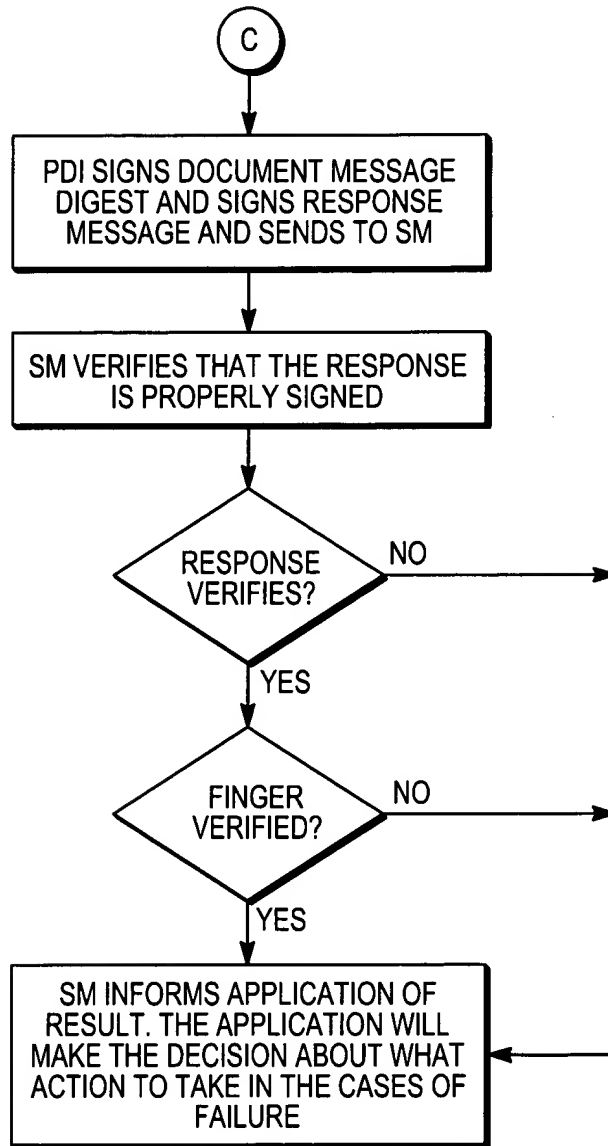 C
PDI SIGNS DOCUMENT MESSAGE
DIGEST AND SIGNS RESPONSE
MESSAGE AND SENDS TO SM
SM VERIFIES THAT THE RESPONSE
IS PROPERLY SIGNED
RESPONSE
VERIFIES?
NO
YES
FINGER
VERIFIED?
NO
YES
SM INFORMS APPLICATION OF
RESULT. THE APPLICATION WILL
MAKE THE DECISION ABOUT WHAT
ACTION TO TAKE IN THE CASES OF
FAILURE